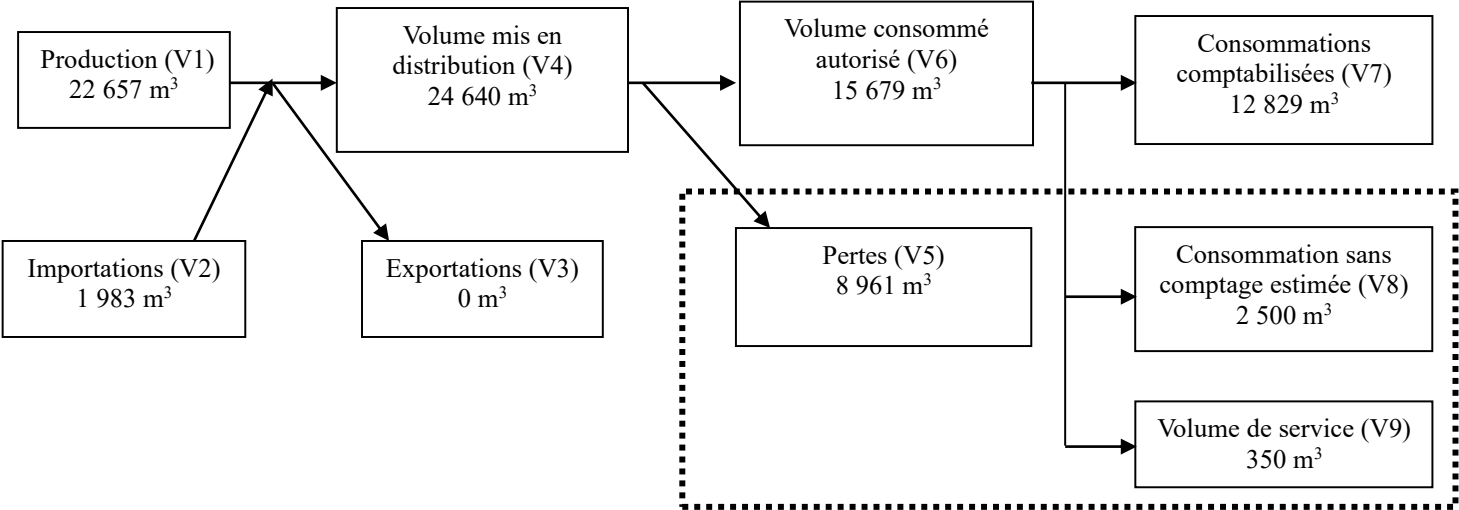 Production (V1)
22 657 m³
Volume mis en
distribution (V4)
24 640 m³
Volume consommé
autorisé (V6)
15 679 m³
Consommations
comptabilisées (V7)
12 829 m³
Importations (V2)
1 983 m³
Exportations (V3)
0 m³
Pertes (V5)
8 961 m³
Consommation sans
comptage estimée (V8)
2 500 m³
Volume de service (V9)
350 m³